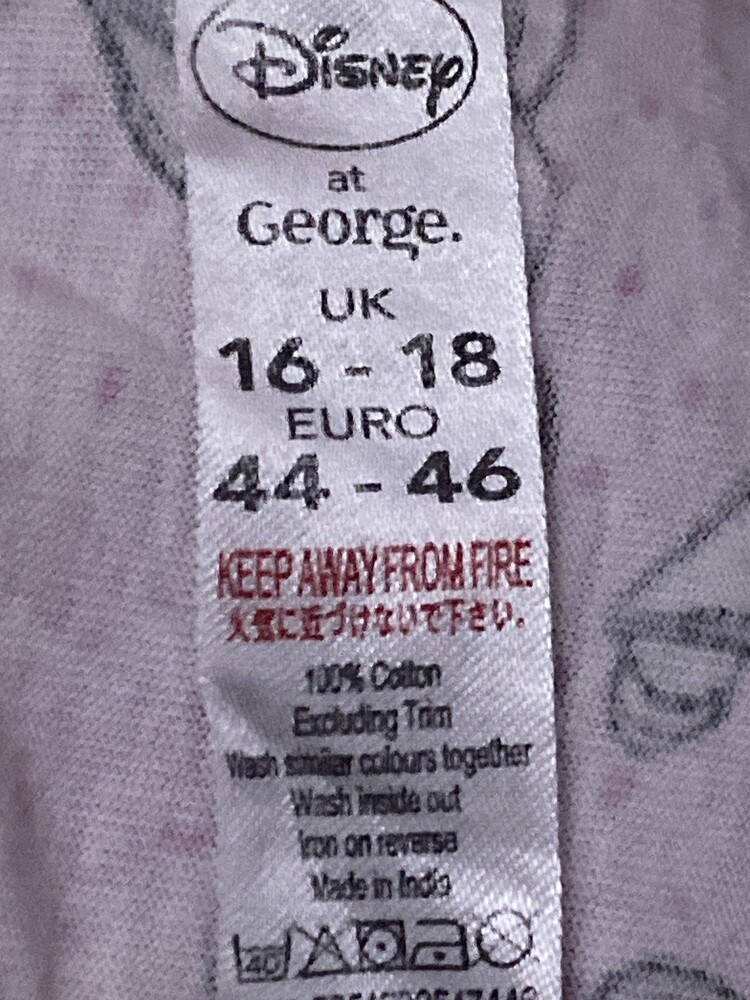 Disney
at
George.
UK
16 - 18
EURO
44 - 46
KEEP AWAY FROM FIRE
火気に近づけないで下さい。
100% Cotton
Excluding Trim
Wash similar colours together
Wash inside out
Iron on reverse
Made in India
40